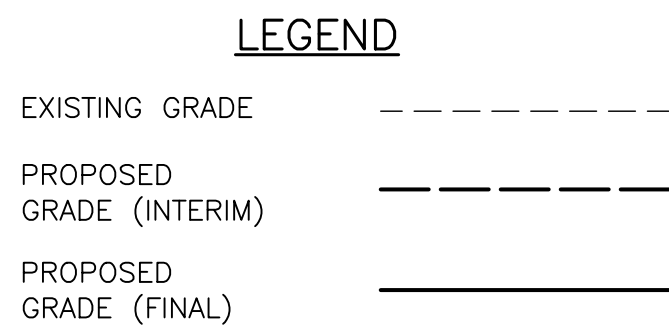 LEGEND
EXISTING GRADE
PROPOSED
GRADE (INTERIM)
PROPOSED
GRADE (FINAL)